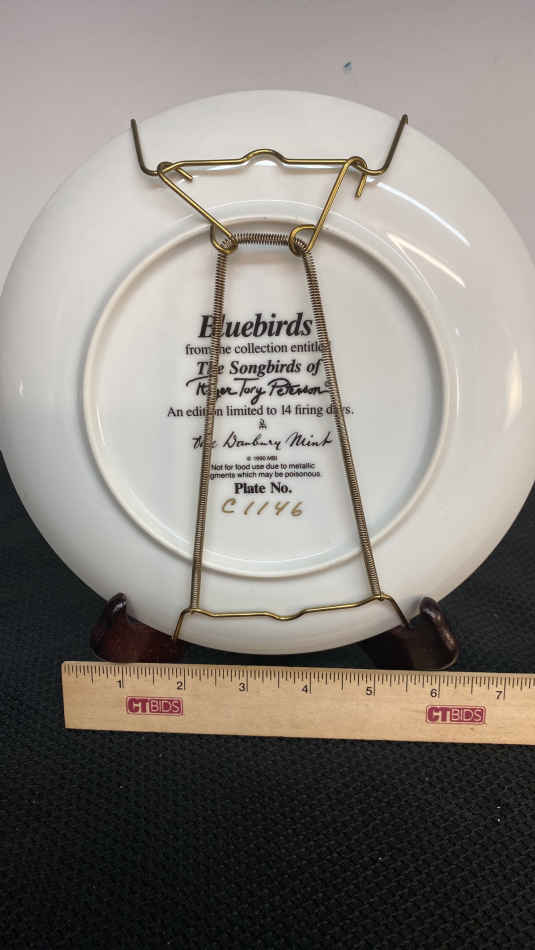 Bluebirds
from the collection entitled
The Songbirds of
Roger Tory Peterson®
An edition limited to 14 firing days.
The Danbury Mint
© 1990 MBI
Not for food use due to metallic
pigments which may be poisonous.
Plate No.
C1146
1 2 3 4 5 6 7
CTBIDS CTBIDS